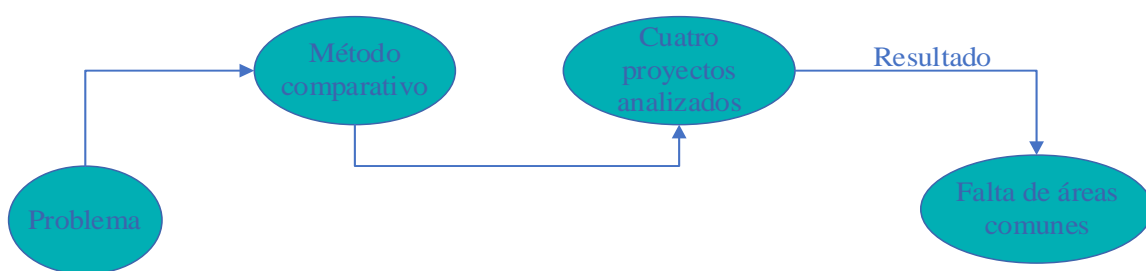 Problema
Método
comparativo
Cuatro
proyectos
analizados
Resultado
Falta de áreas
comunes